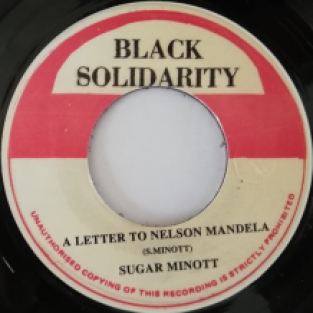 BLACK
SOLIDARITY
A LETTER TO NELSON MANDELA
(S.MINOTT)
SUGAR MINOTT
UNAUTHORISED COPYING OF THIS RECORDING IS STRICTLY PROHIBITED